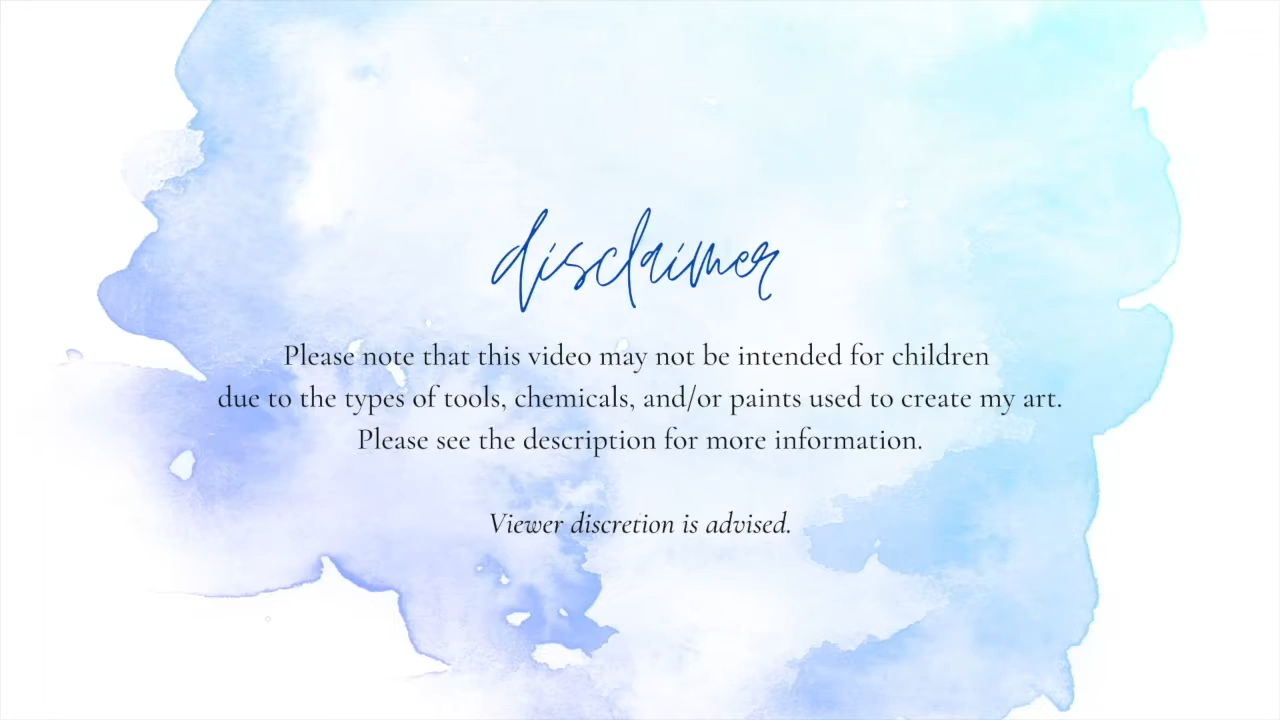 disclaimer
Please note that this video may not be intended for children
due to the types of tools, chemicals, and/or paints used to create my art.
Please see the description for more information.
Viewer discretion is advised.